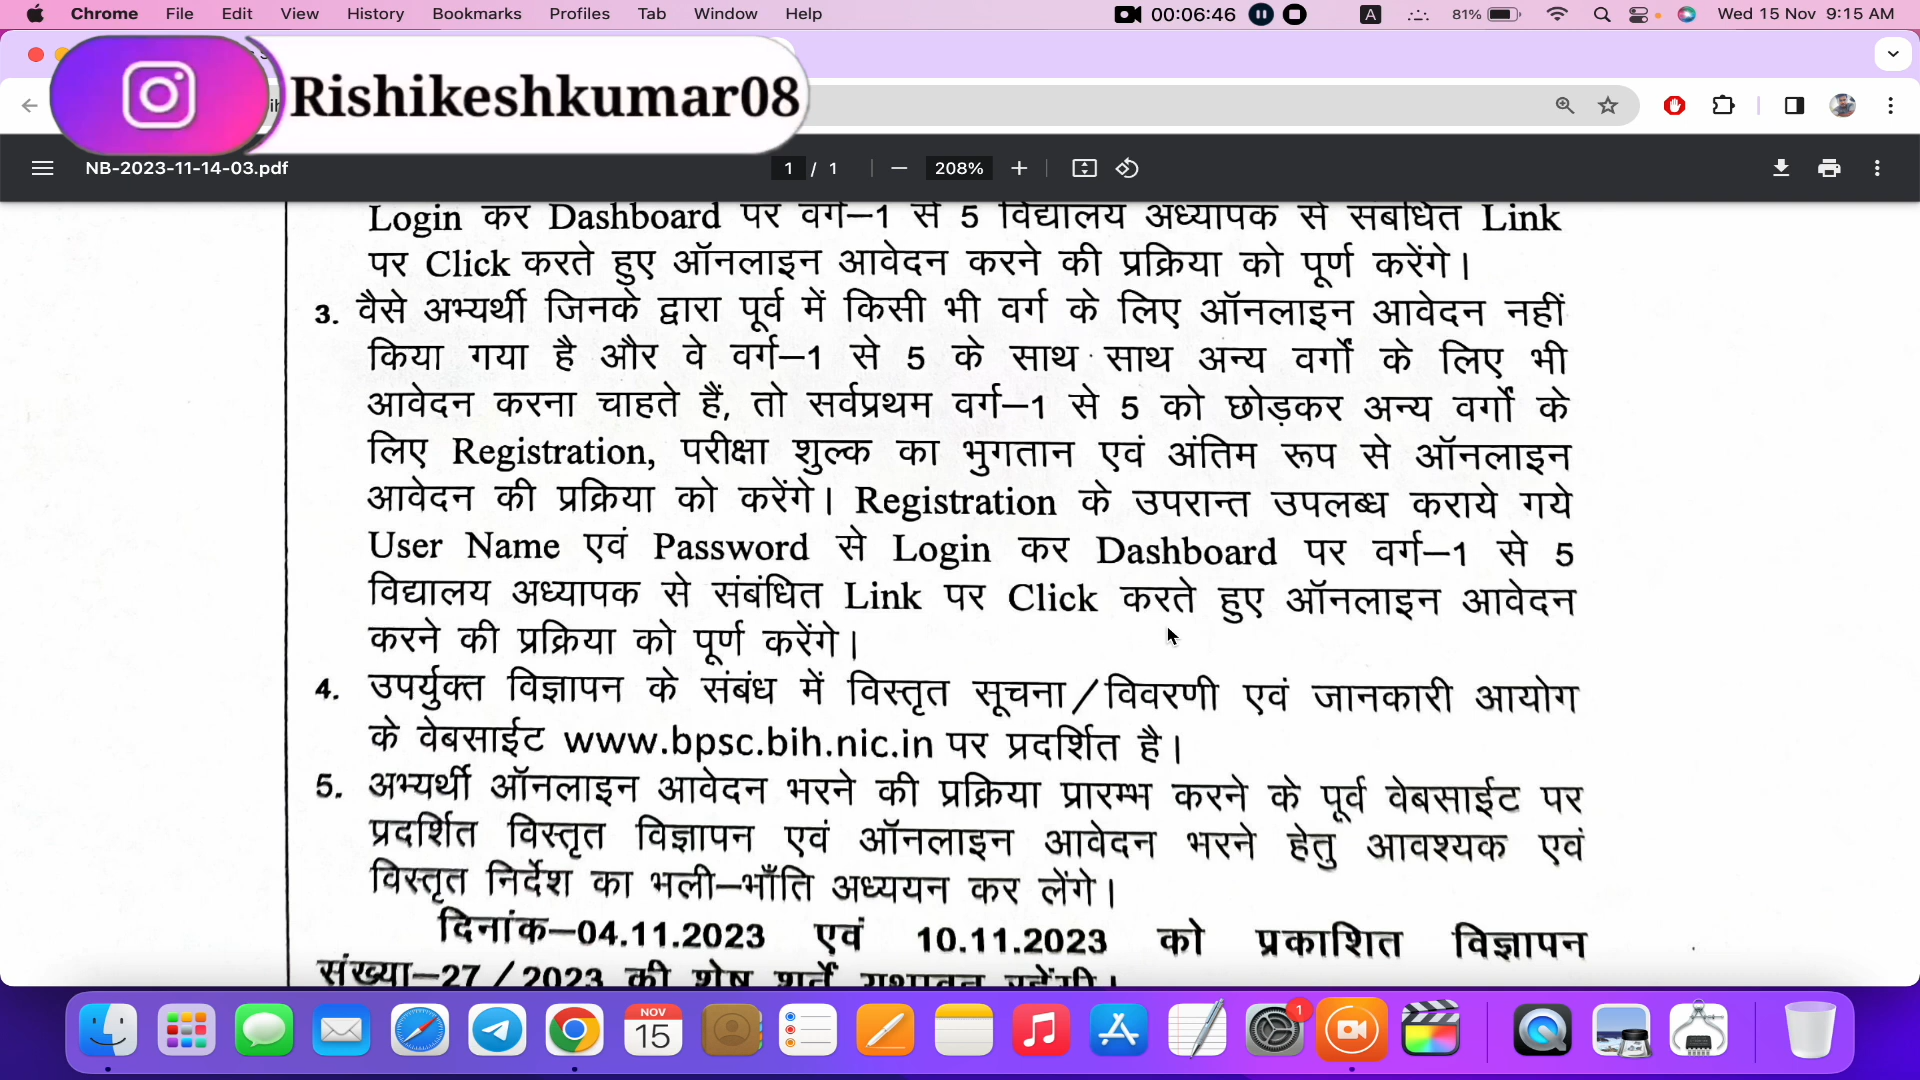 Chrome File Edit View History Bookmarks Profiles Tab Window Help 00:06:46 A 81% Wed 15 Nov 9:15 AM
Rishikeshkumar08
NB-2023-11-14-03.pdf 1 / 1 208%
Login कर Dashboard पर वर्ग–1 से 5 विद्यालय अध्यापक से संबंधित Link
पर Click करते हुए ऑनलाइन आवेदन करने की प्रक्रिया को पूर्ण करेंगे।
3. वैसे अभ्यर्थी जिनके द्वारा पूर्व में किसी भी वर्ग के लिए ऑनलाइन आवेदन नहीं
किया गया है और वे वर्ग–1 से 5 के साथ साथ अन्य वर्गों के लिए भी
आवेदन करना चाहते हैं, तो सर्वप्रथम वर्ग–1 से 5 को छोड़कर अन्य वर्गों के
लिए Registration, परीक्षा शुल्क का भुगतान एवं अंतिम रूप से ऑनलाइन
आवेदन की प्रक्रिया को करेंगे। Registration के उपरान्त उपलब्ध कराये गये
User Name एवं Password से Login कर Dashboard पर वर्ग–1 से 5
विद्यालय अध्यापक से संबंधित Link पर Click करते हुए ऑनलाइन आवेदन
करने की प्रक्रिया को पूर्ण करेंगे।
4. उपर्युक्त विज्ञापन के संबंध में विस्तृत सूचना/विवरणी एवं जानकारी आयोग
के वेबसाईट www.bpsc.bih.nic.in पर प्रदर्शित है।
5. अभ्यर्थी ऑनलाइन आवेदन भरने की प्रक्रिया प्रारम्भ करने के पूर्व वेबसाईट पर
प्रदर्शित विस्तृत विज्ञापन एवं ऑनलाइन आवेदन भरने हेतु आवश्यक एवं
विस्तृत निर्देश का भली–भाँति अध्ययन कर लेंगे।
दिनांक–04.11.2023 एवं 10.11.2023 को प्रकाशित विज्ञापन
संख्या–27/2023 की शेष शर्तें यथावत रहेंगी।
NOV
15
1